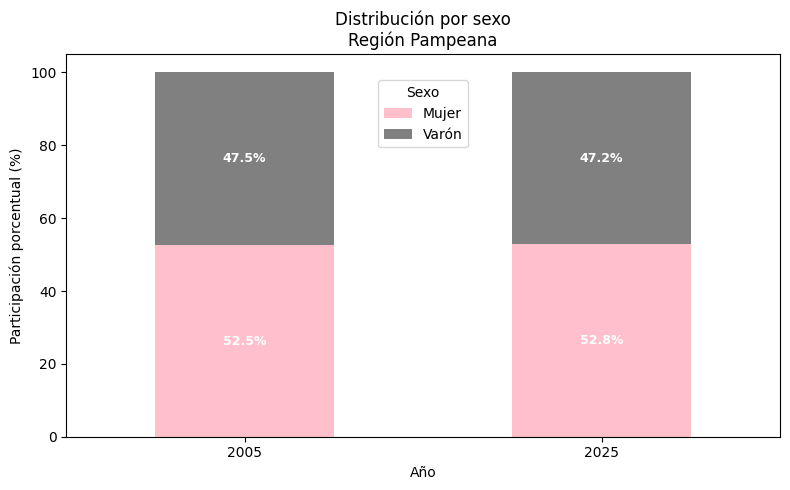 Distribución por sexo
Región Pampeana
Participación porcentual (%)
100
80
60
40
20
0
Sexo
Mujer
Varón
47.5%
47.2%
52.5%
52.8%
2005
2025
Año